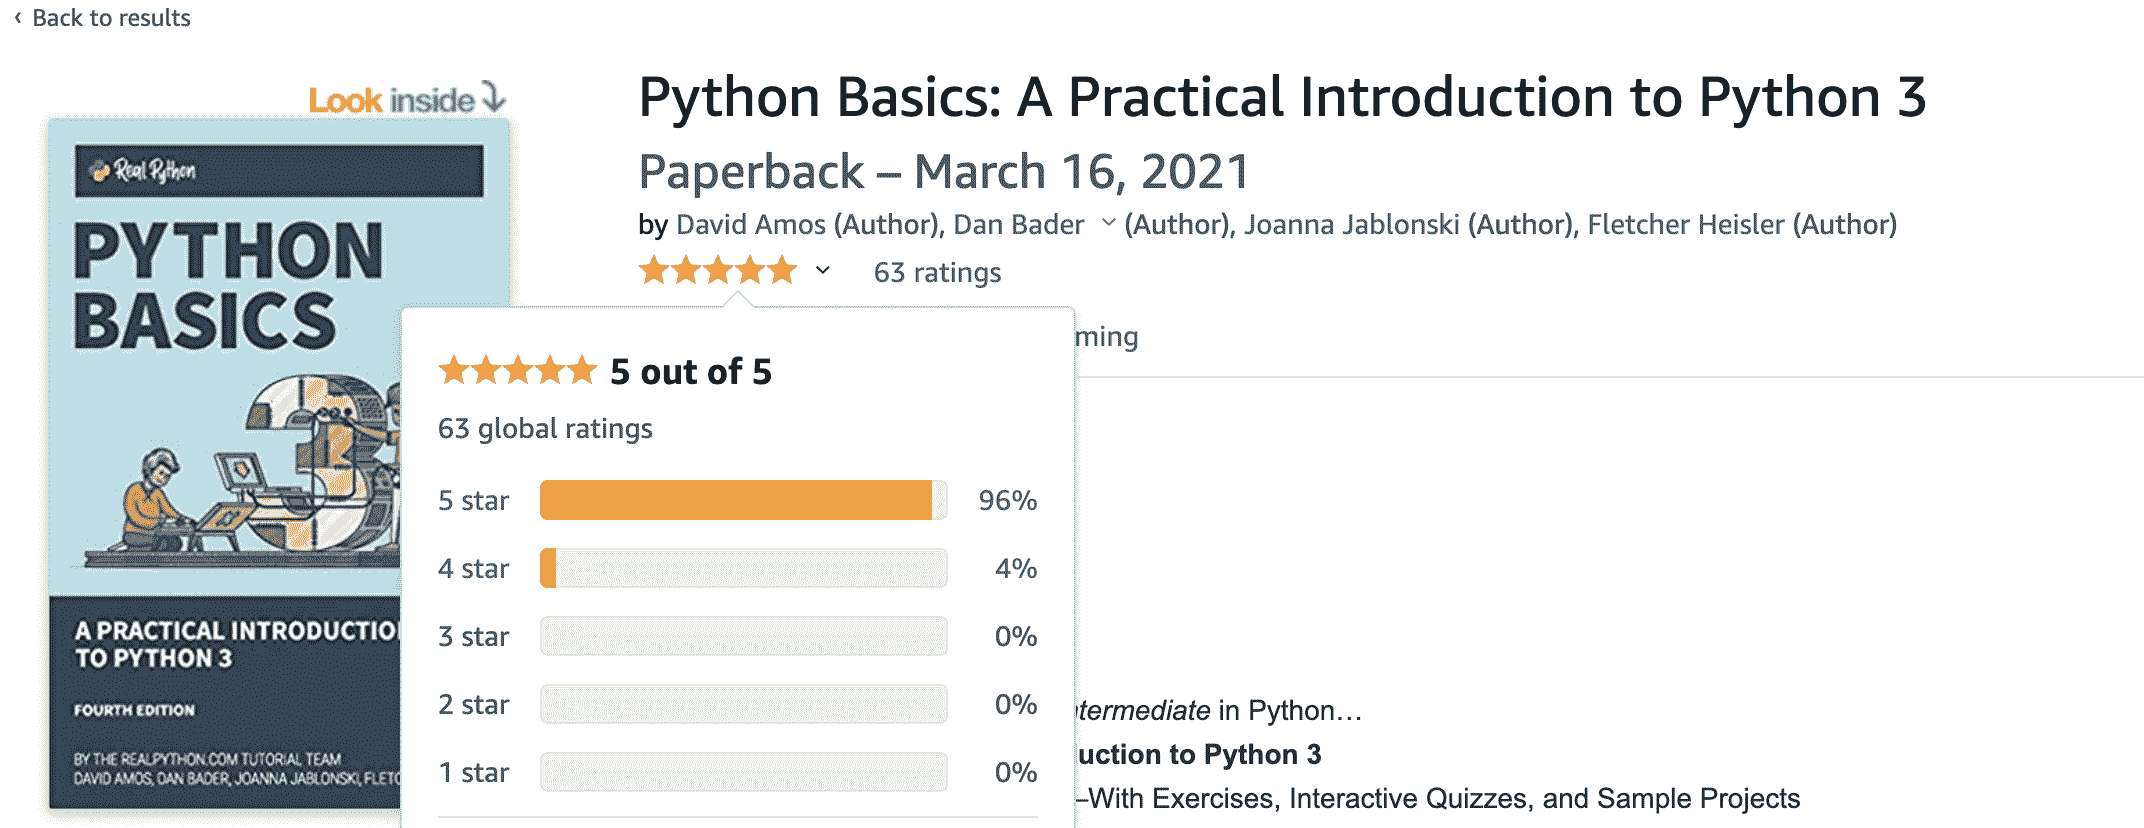 ‹ Back to results
Look inside
Real Python
PYTHON
BASICS
A PRACTICAL INTRODUCTIO
TO PYTHON 3
FOURTH EDITION
BY THE REALPYTHON.COM TUTORIAL TEAM
DAVID AMOS, DAN BADER, JOANNA JABLONSKI, FLETC
Python Basics: A Practical Introduction to Python 3
Paperback – March 16, 2021
by David Amos (Author), Dan Bader (Author), Joanna Jablonski (Author), Fletcher Heisler (Author)
63 ratings
ming
5 out of 5
63 global ratings
5 star 96%
4 star 4%
3 star 0%
2 star 0%
1 star 0%
ntermediate in Python…
uction to Python 3
–With Exercises, Interactive Quizzes, and Sample Projects